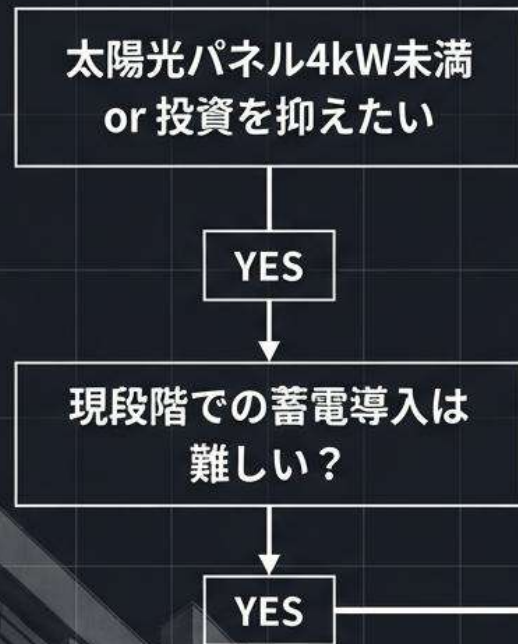 太陽光パネル4kW未満
or 投資を抑えたい
YES
現段階での蓄電導入は
難しい？
YES